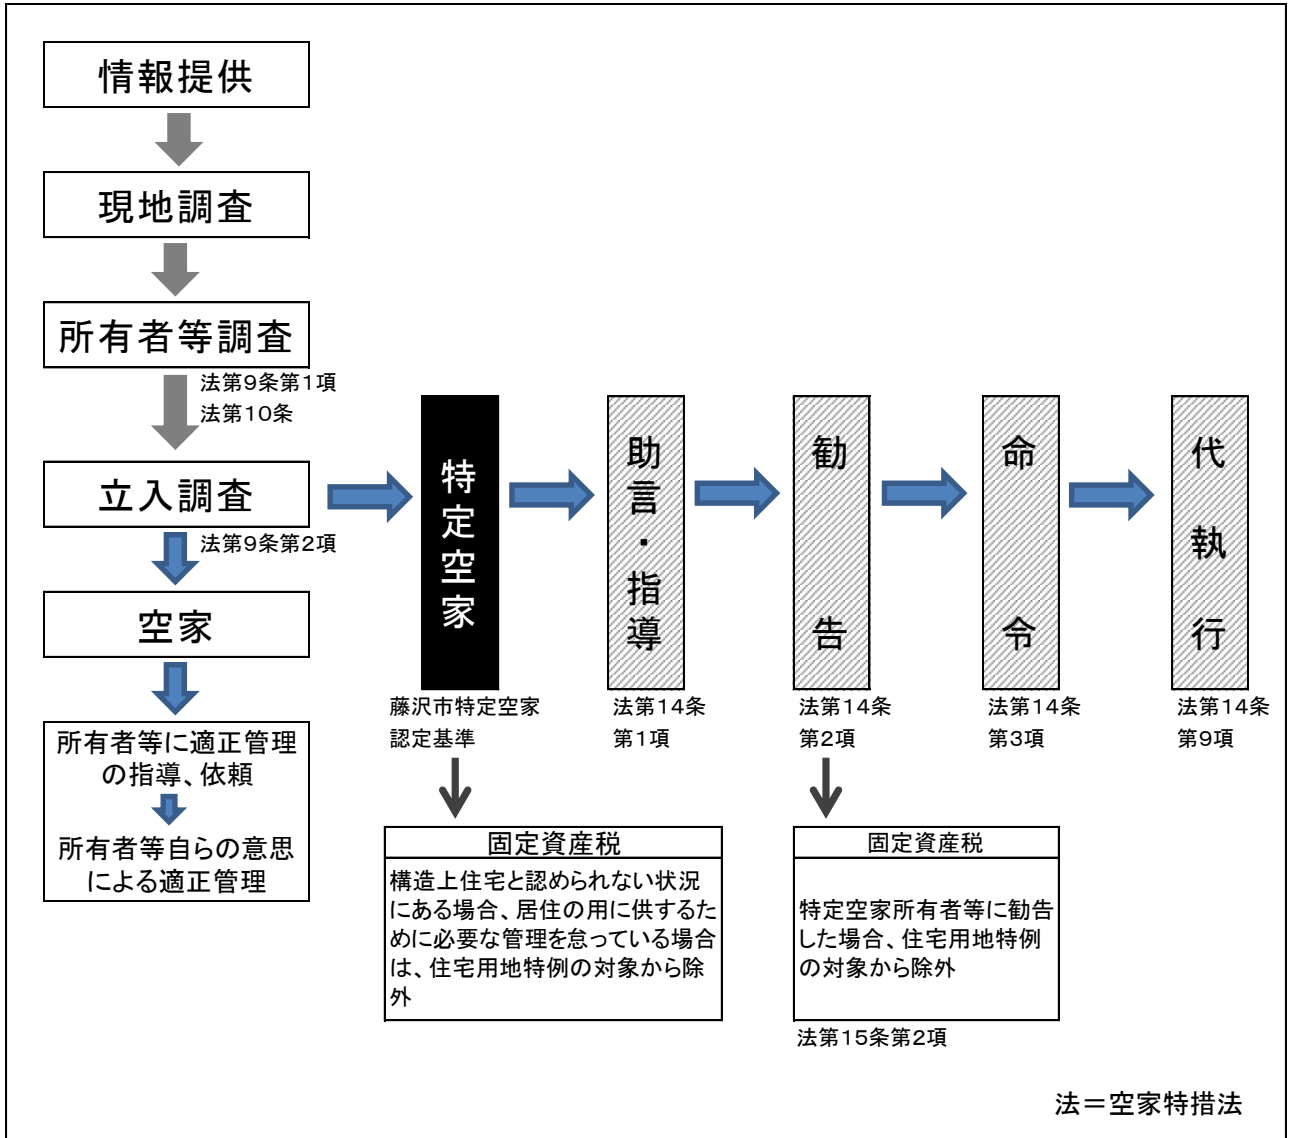 情報提供
現地調査
所有者等調査
法第9条第1項
法第10条
立入調査
法第9条第2項
空家
所有者等に適正管理
の指導、依頼
所有者等自らの意思
による適正管理
特定空家
藤沢市特定空家
認定基準
助言・指導
法第14条
第1項
勧告
法第14条
第2項
命令
法第14条
第3項
代執行
法第14条
第9項
固定資産税
構造上住宅と認められない状況
にある場合、居住の用に供するた
めに必要な管理を怠っている場合
は、住宅用地特例の対象から除
外
固定資産税
特定空家所有者等に勧告
した場合、住宅用地特例
の対象から除外
法第15条第2項
法＝空家特措法